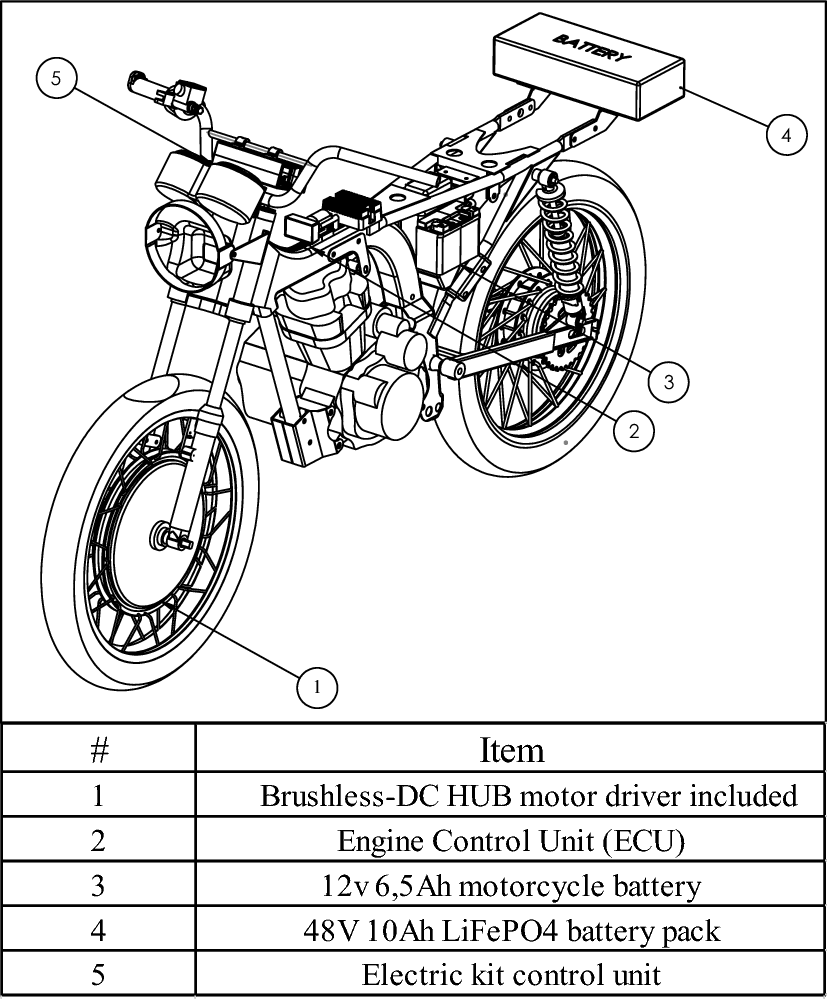 BATTERY
5
4
3
2
1
# Item
1 Brushless-DC HUB motor driver included
2 Engine Control Unit (ECU)
3 12v 6,5Ah motorcycle battery
4 48V 10Ah LiFePO4 battery pack
5 Electric kit control unit